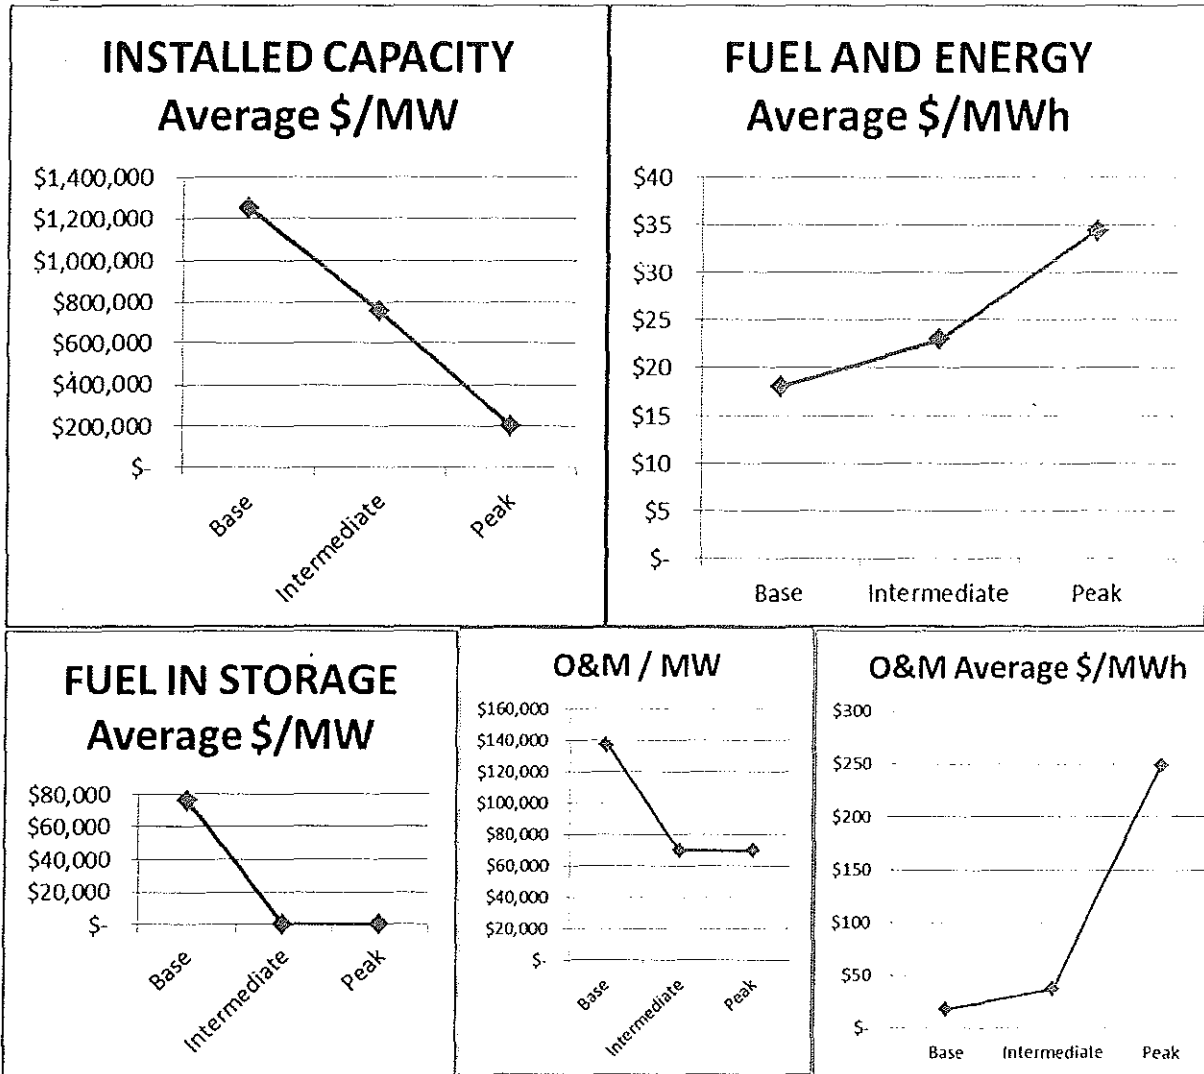 INSTALLED CAPACITY
Average $/MW
$1,400,000
$1,200,000
$1,000,000
$800,000
$600,000
$400,000
$200,000
$-
Base
Intermediate
Peak
FUEL AND ENERGY
Average $/MWh
$40
$35
$30
$25
$20
$15
$10
$5
$-
Base Intermediate Peak
FUEL IN STORAGE
Average $/MW
$80,000
$60,000
$40,000
$20,000
$-
Base
Intermediate
Peak
O&M / MW
$160,000
$140,000
$120,000
$100,000
$80,000
$60,000
$40,000
$20,000
$-
Base
Intermediate
Peak
O&M Average $/MWh
$300
$250
$200
$150
$100
$50
$-
Base Intermediate Peak